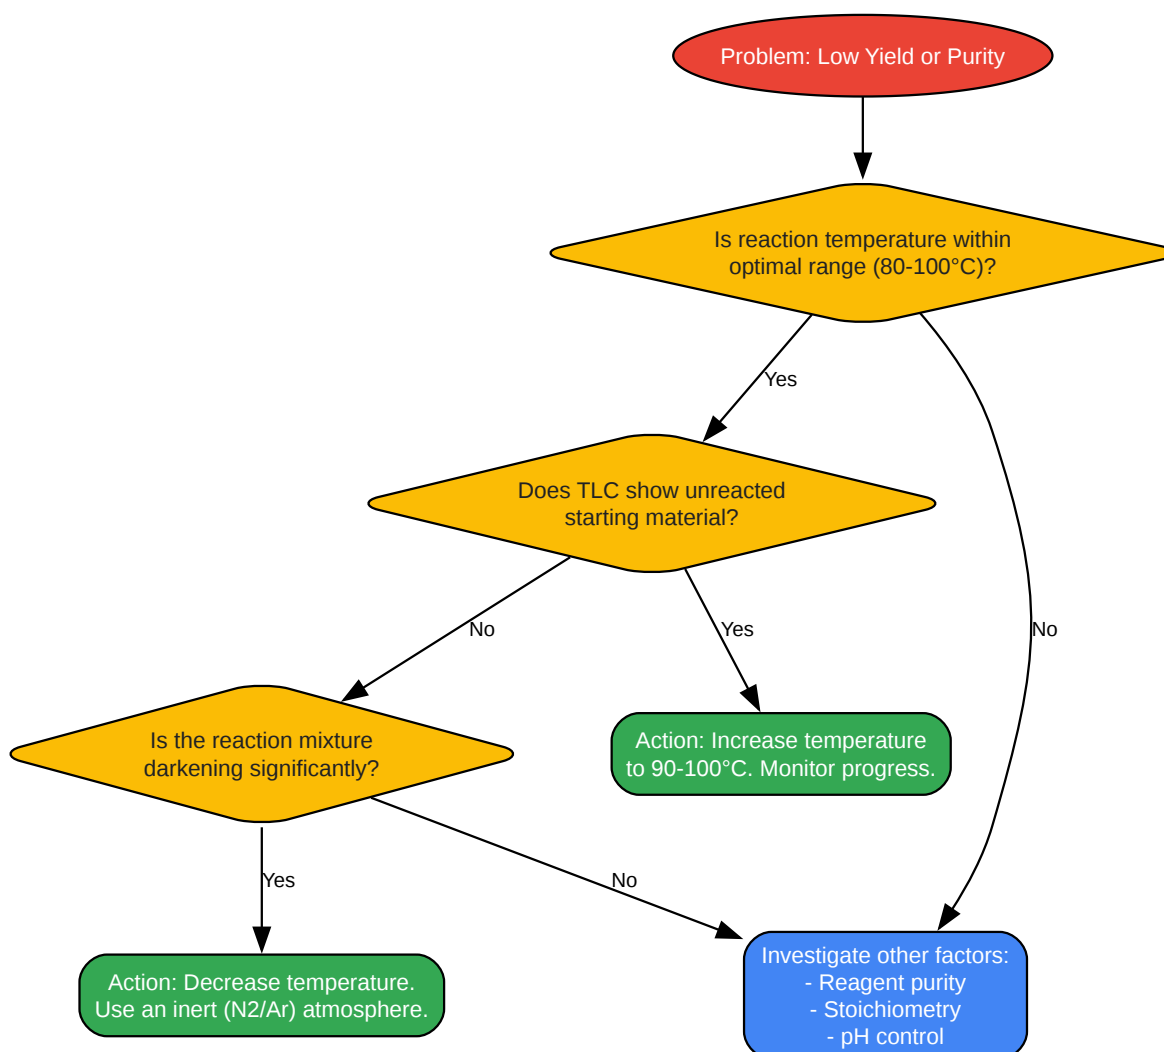 Problem: Low Yield or Purity
Is reaction temperature within
optimal range (80-100°C)?
Yes
Does TLC show unreacted
starting material?
No
Yes
No
Is the reaction mixture
darkening significantly?
Action: Increase temperature
to 90-100°C. Monitor progress.
Yes
No
Action: Decrease temperature.
Use an inert (N2/Ar) atmosphere.
Investigate other factors:
- Reagent purity
- Stoichiometry
- pH control